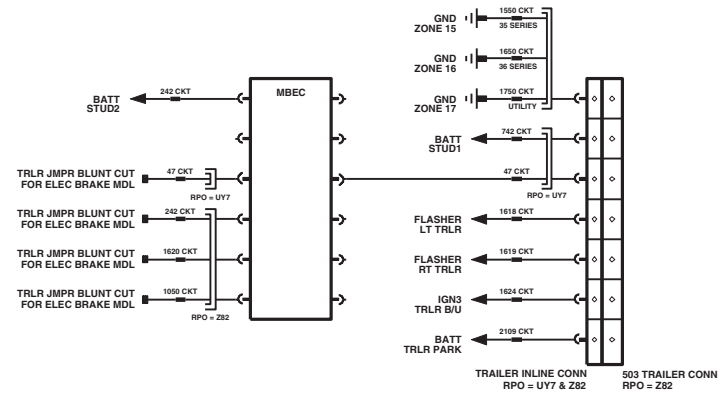 1550 CKT
GND
ZONE 15
35 SERIES
1650 CKT
GND
ZONE 16
36 SERIES
242 CKT
BATT
STUD2
MBEC
1750 CKT
GND
ZONE 17
UTILITY
742 CKT
BATT
STUD1
TRLR JMPR BLUNT CUT
FOR ELEC BRAKE MDL
47 CKT
RPO = UY7
47 CKT
RPO = UY7
TRLR JMPR BLUNT CUT
FOR ELEC BRAKE MDL
242 CKT
1618 CKT
FLASHER
LT TRLR
TRLR JMPR BLUNT CUT
FOR ELEC BRAKE MDL
1620 CKT
1619 CKT
FLASHER
RT TRLR
TRLR JMPR BLUNT CUT
FOR ELEC BRAKE MDL
1050 CKT
RPO = Z82
1624 CKT
IGN3
TRLR B/U
2109 CKT
BATT
TRLR PARK
TRAILER INLINE CONN
RPO = UY7 & Z82
503 TRAILER CONN
RPO = Z82